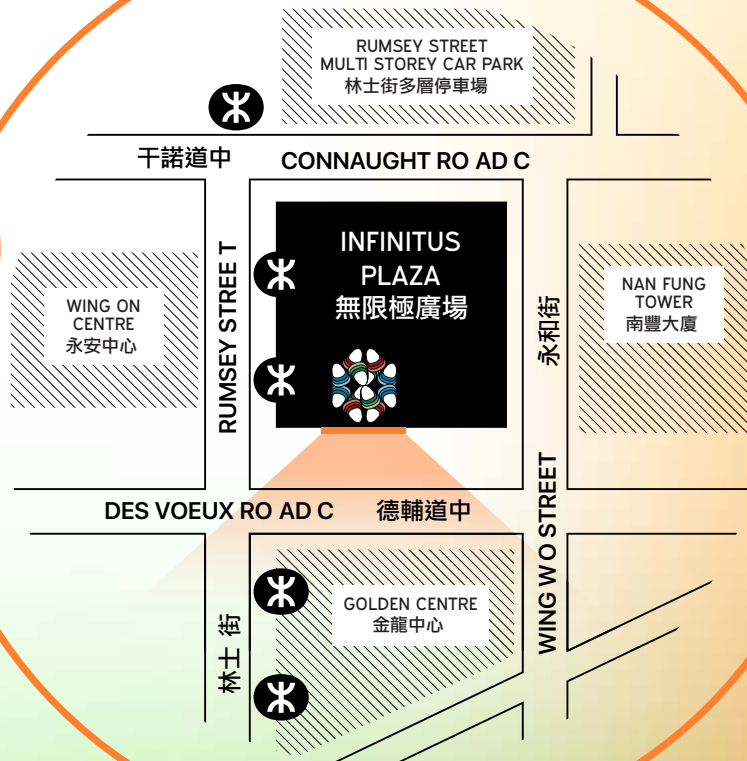 RUMSEY STREET
MULTI STOREY CAR PARK
林士街多層停車場
干諾道中
CONNAUGHT RO AD C
INFINITUS
PLAZA
無限極廣場
RUMSEY STREE T
WING ON
CENTRE
永安中心
NAN FUNG
TOWER
南豐大廈
永和街
WING W O STREET
DES VOEUX RO AD C
德輔道中
GOLDEN CENTRE
金龍中心
林士 街